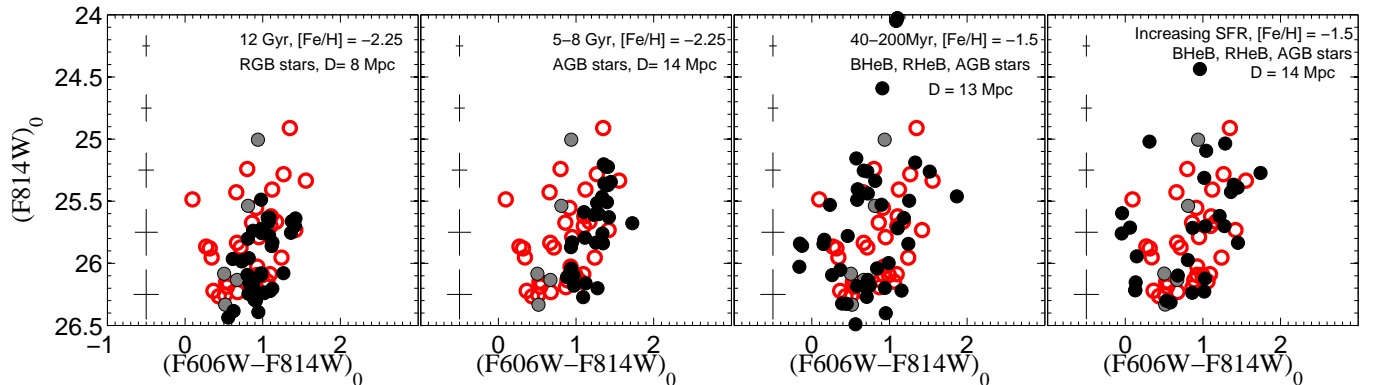 12 Gyr, [Fe/H] = −2.25
RGB stars, D= 8 Mpc
5−8 Gyr, [Fe/H] = −2.25
AGB stars, D= 14 Mpc
40−200Myr, [Fe/H] = −1.5
BHeB, RHeB, AGB stars
D = 13 Mpc
Increasing SFR, [Fe/H] = −1.5
BHeB, RHeB, AGB stars
D = 14 Mpc
(F814W)0
24
24.5
25
25.5
26
26.5
−1 0 1 2
0 1 2
0 1 2
0 1 2
(F606W−F814W)0
(F606W−F814W)0
(F606W−F814W)0
(F606W−F814W)0